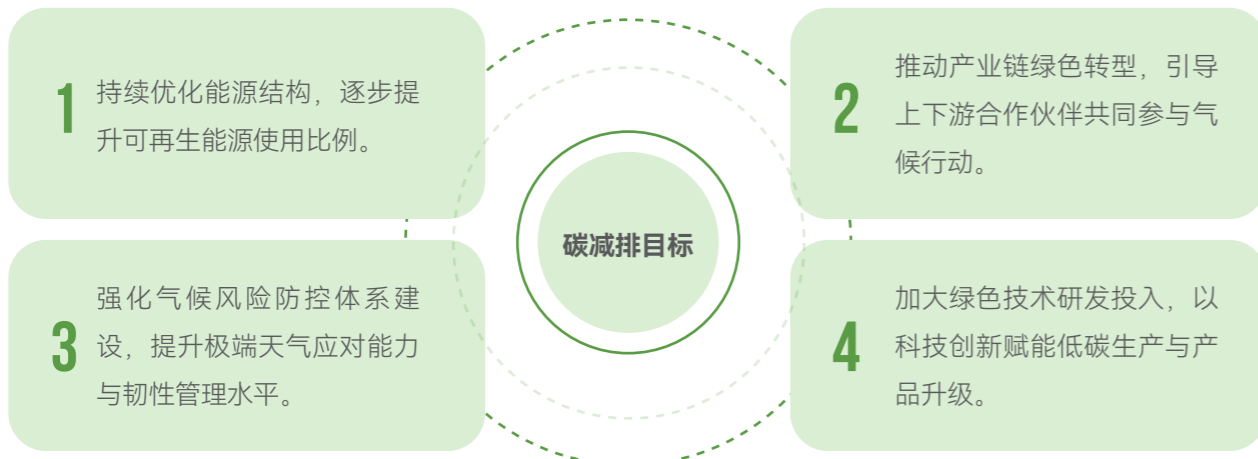 1
持续优化能源结构，逐步提
升可再生能源使用比例。
2
推动产业链绿色转型，引导
上下游合作伙伴共同参与气
候行动。
碳减排目标
3
强化气候风险防控体系建
设，提升极端天气应对能力
与韧性管理水平。
4
加大绿色技术研发投入，以
科技创新赋能低碳生产与产
品升级。